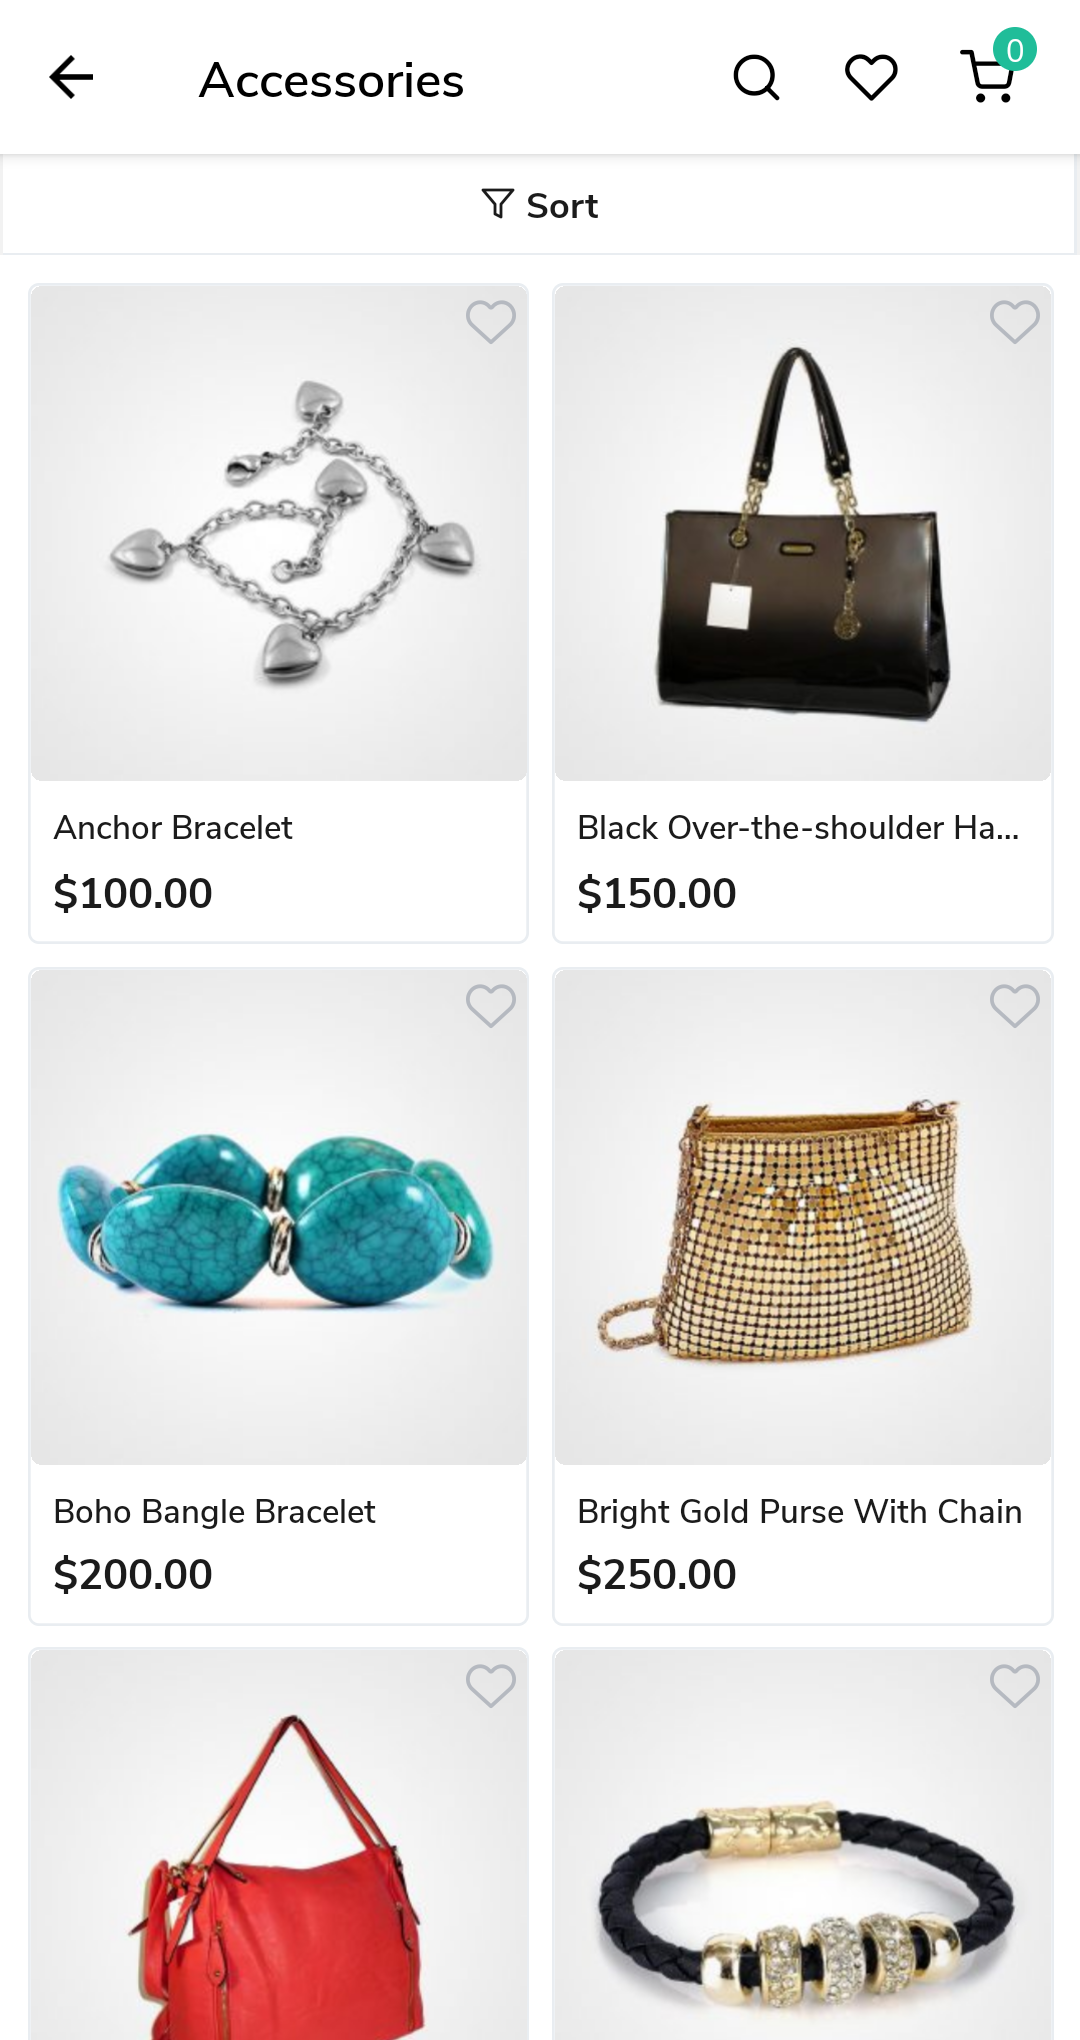 Accessories
0
Sort
Anchor Bracelet
$100.00
Black Over-the-shoulder Ha...
$150.00
Boho Bangle Bracelet
$200.00
Bright Gold Purse With Chain
$250.00